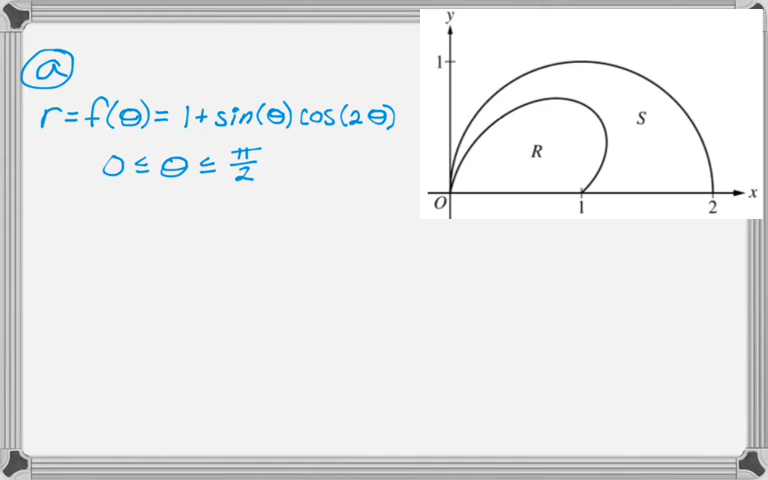 a
r = f(θ) = 1 + sin(θ) cos(2θ)
0 ≤ θ ≤ π/2
y
1
S
R
O
1
2
x